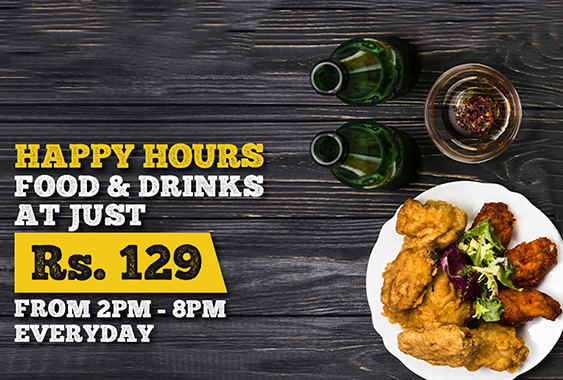 HAPPY HOURS
FOOD & DRINKS
AT JUST
Rs. 129
FROM 2PM - 8PM
EVERYDAY